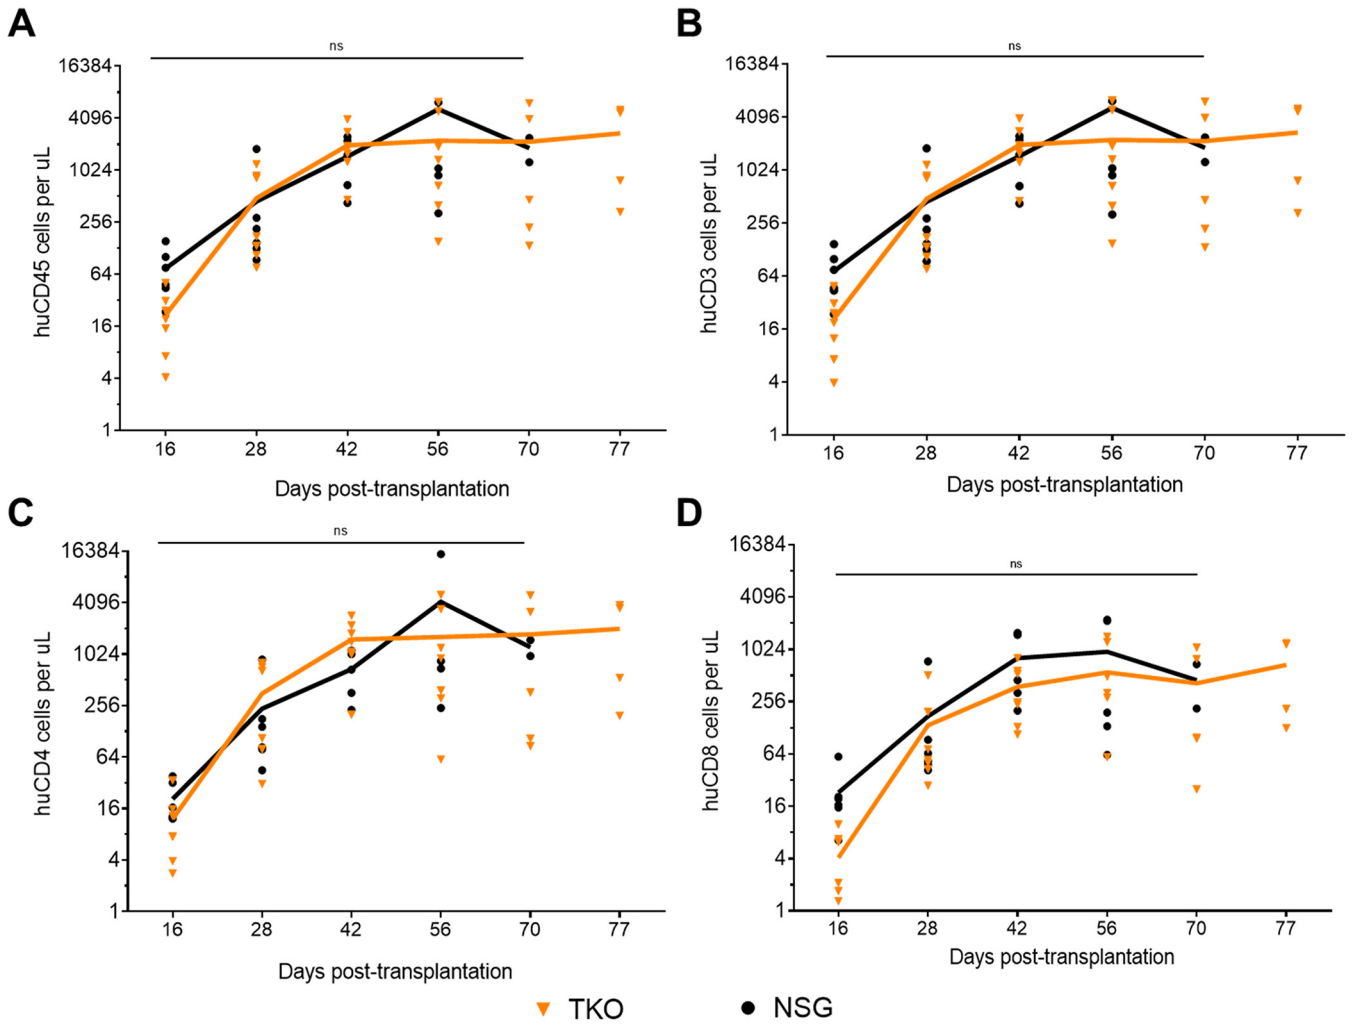 A
ns
16384
4096
1024
256
64
16
4
1
huCD45 cells per uL
16 28 42 56 70 77
Days post-transplantation
B
ns
16384
4096
1024
256
64
16
4
1
huCD3 cells per uL
16 28 42 56 70 77
Days post-transplantation
C
ns
16384
4096
1024
256
64
16
4
1
huCD4 cells per uL
16 28 42 56 70 77
Days post-transplantation
D
ns
16384
4096
1024
256
64
16
4
1
huCD8 cells per uL
16 28 42 56 70 77
Days post-transplantation
TKO NSG